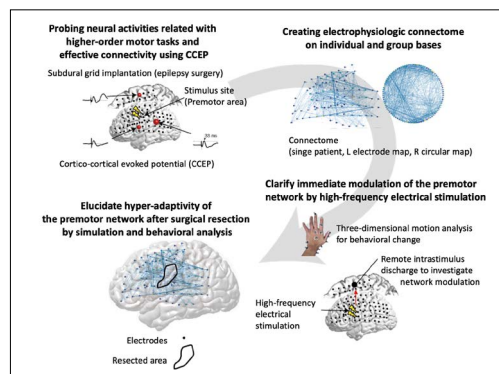 Probing neural activities related with
higher-order motor tasks and
effective connectivity using CCEP
Subdural grid implantation (epilepsy surgery)
Stimulus site
(Premotor area)
Cortico-cortical evoked potential (CCEP)
Creating electrophysiologic connectome
on individual and group bases
Connectome
(singe patient, L electrode map, R circular map)
Elucidate hyper-adaptivity of
the premotor network after surgical resection
by simulation and behavioral analysis
Electrodes
Resected area
Clarify immediate modulation of the premotor
network by high-frequency electrical stimulation
Three-dimensional motion analysis
for behavioral change
Remote intrastimulus
discharge to investigate
network modulation
High-frequency
electrical
stimulation